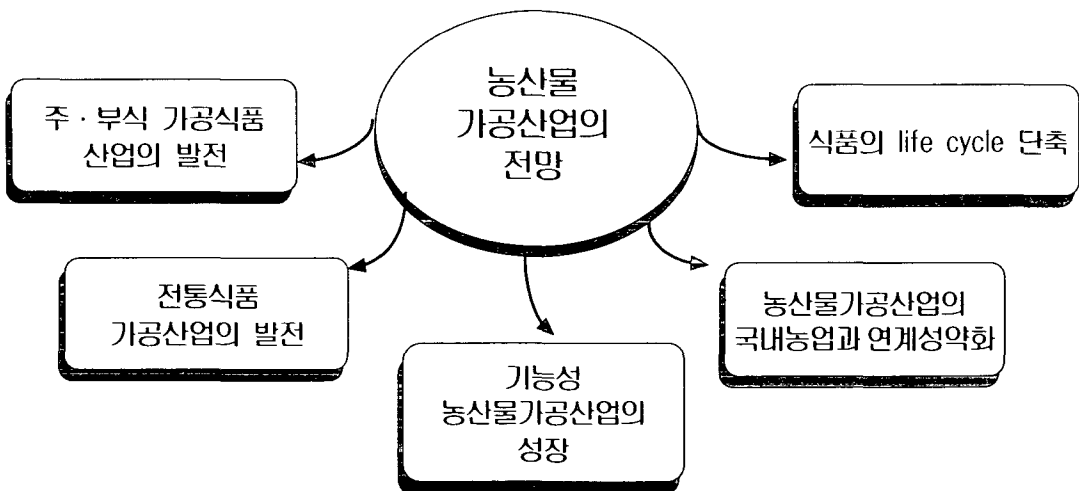 농산물
가공산업의
전망
주 · 부식 가공식품
산업의 발전
식품의 life cycle 단축
전통식품
가공산업의 발전
농산물가공산업의
국내농업과 연계성약화
기능성
농산물가공산업의
성장